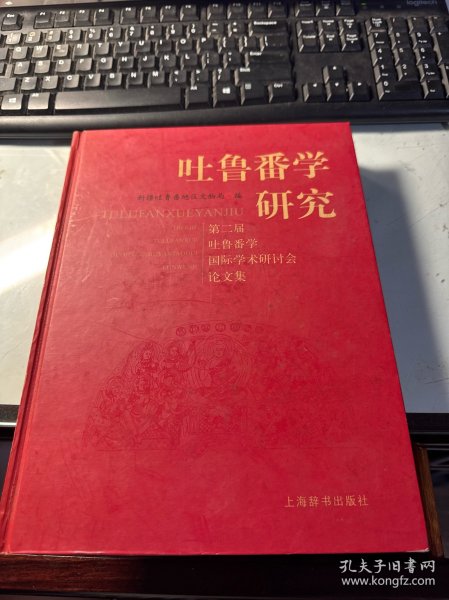 吐鲁番学
研究
新疆吐鲁番地区文物局·编
TULUFANXUEYANJIU
第二届
吐鲁番学
国际学术研讨会
论文集
上海辞书出版社
孔夫子旧书网
www.kongfz.com